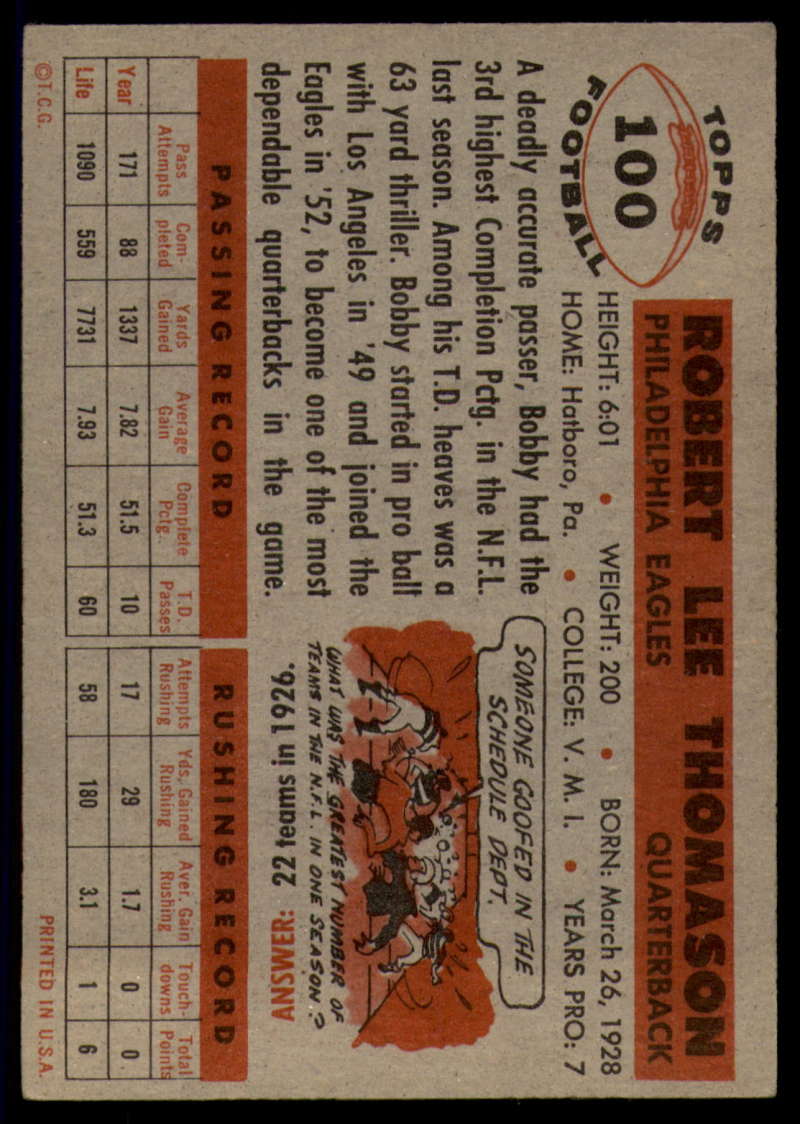 TOPPS
100
FOOTBALL
ROBERT LEE THOMASON
PHILADELPHIA EAGLES QUARTERBACK
HEIGHT: 6:01 • WEIGHT: 200 • BORN: March 26, 1928
HOME: Hatboro, Pa. • COLLEGE: V. M. I. • YEARS PRO: 7
A deadly accurate passer, Bobby had the
3rd highest Completion Pctg. in the N.F.L.
last season. Among his T.D. heaves was a
63 yard thriller. Bobby started in pro ball
with Los Angeles in '49 and joined the
Eagles in '52, to become one of the most
dependable quarterbacks in the game.
SOMEONE GOOFED IN THE
SCHEDULE DEPT.
WHAT WAS THE GREATEST NUMBER OF
TEAMS IN THE N.F.L. IN ONE SEASON?
ANSWER: 22 teams in 1926.
PASSING RECORD RUSHING RECORD
Pass Com- Yards Average Complete T.D. Attempts Yds. Gained Aver. Gain Touch- Total
Attempts pleted Gained Gain Pctg. Passes Rushing Rushing Rushing downs Points
Year 171 88 1337 7.82 51.5 10 17 29 1.7 0 0
Life 1090 559 7731 7.93 51.3 60 58 180 3.1 1 6
©T.C.G. PRINTED IN U.S.A.